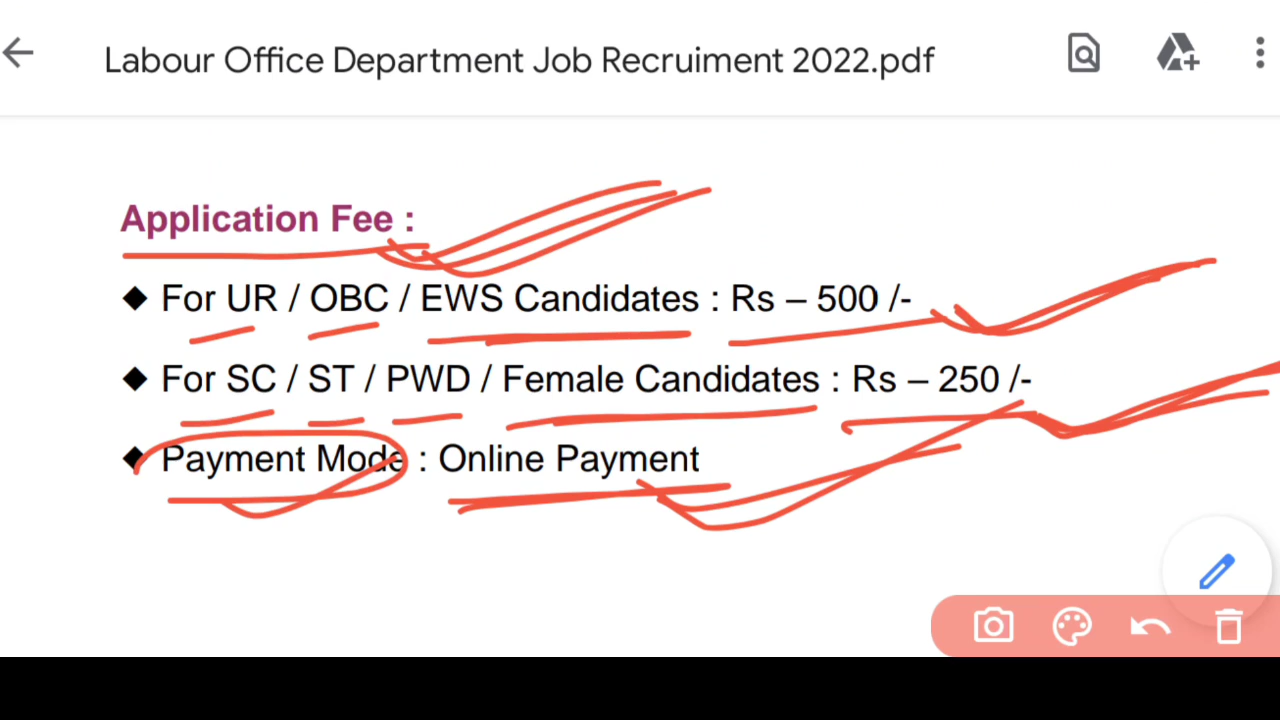 Labour Office Department Job Recruiment 2022.pdf
Application Fee :
◆ For UR / OBC / EWS Candidates : Rs – 500 /-
◆ For SC / ST / PWD / Female Candidates : Rs – 250 /-
◆ Payment Mode : Online Payment